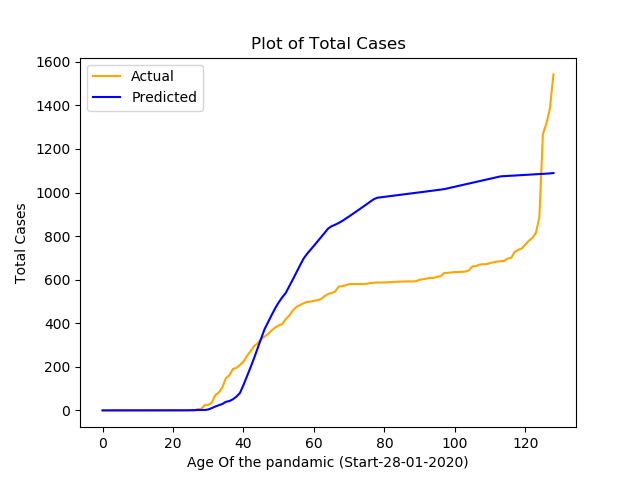 Plot of Total Cases
Actual
Predicted
1600
1400
1200
1000
800
600
400
200
0
Total Cases
0 20 40 60 80 100 120
Age Of the pandamic (Start-28-01-2020)